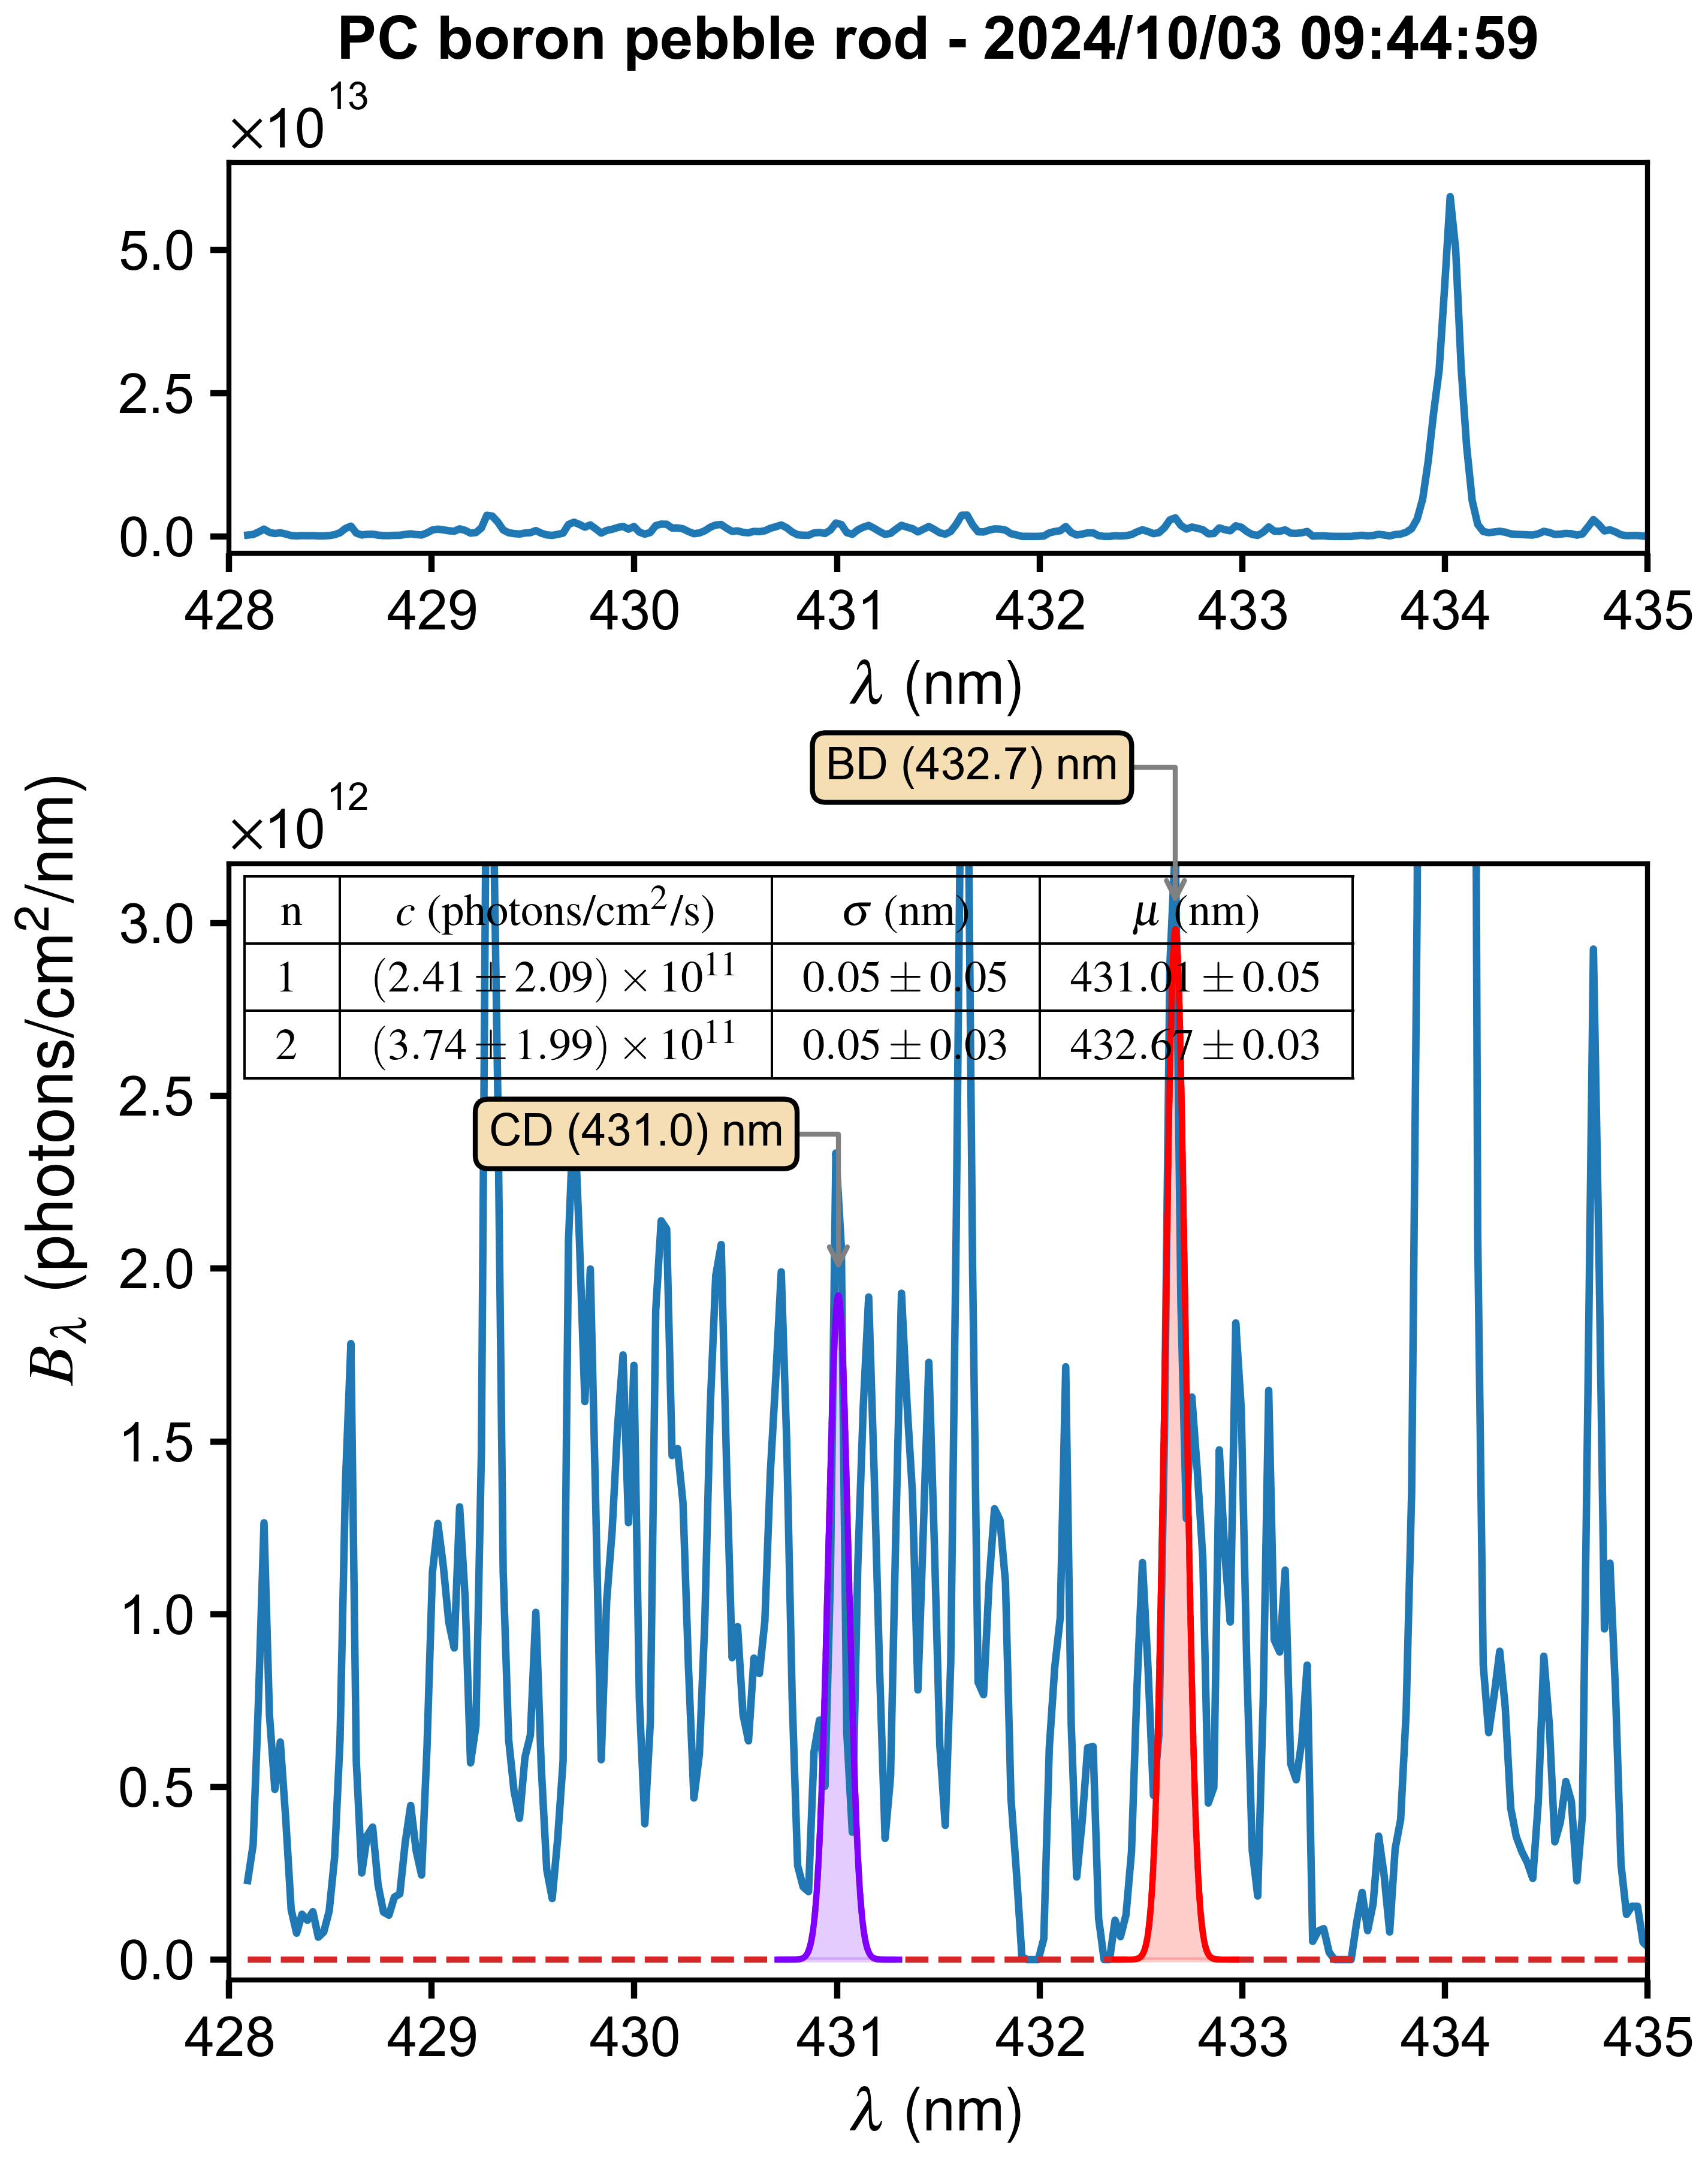 PC boron pebble rod - 2024/10/03 09:44:59
×10^13
5.0
2.5
0.0
428 429 430 431 432 433 434 435
λ (nm)
BD (432.7) nm
×10^12
B_λ (photons/cm²/nm)
3.0
2.5
2.0
1.5
1.0
0.5
0.0
n c (photons/cm²/s) σ (nm) μ (nm)
1 (2.41 ± 2.09) × 10^11 0.05 ± 0.05 431.01 ± 0.05
2 (3.74 ± 1.99) × 10^11 0.05 ± 0.03 432.67 ± 0.03
CD (431.0) nm
428 429 430 431 432 433 434 435
λ (nm)